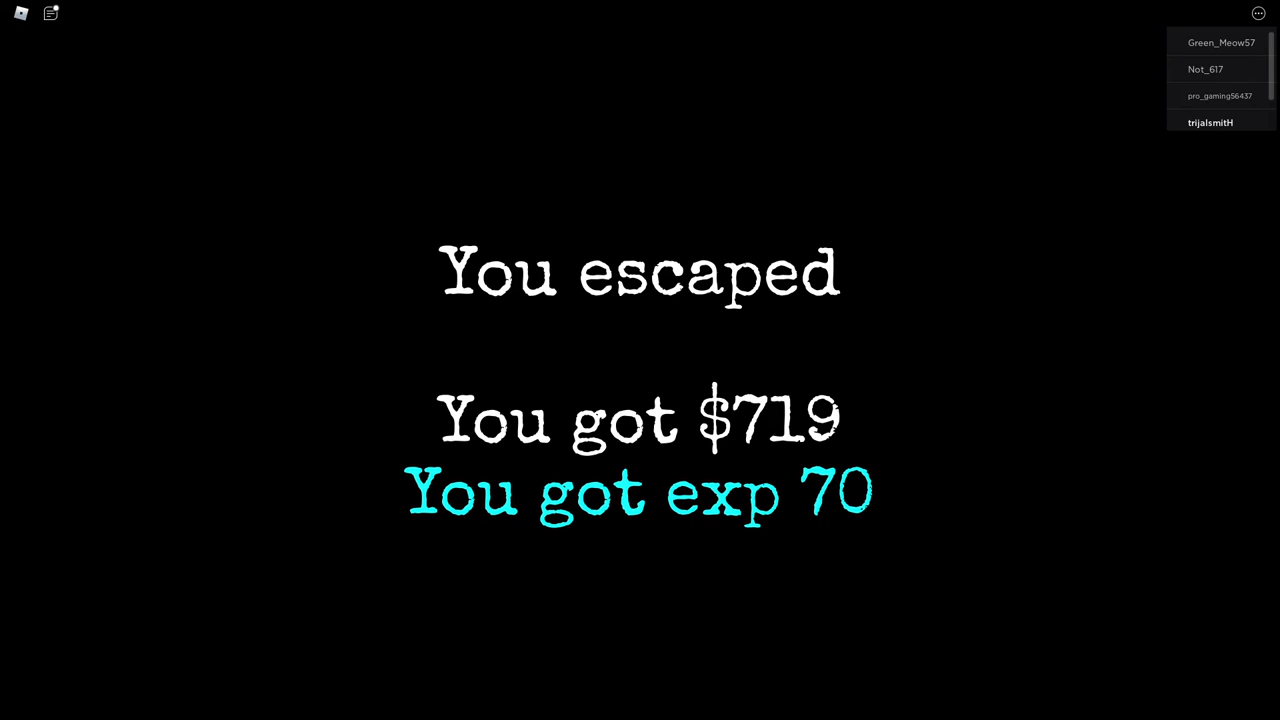 Green_Meow57
Not_617
pro_gaming56437
trijalsmitH
You escaped
You got $719
You got exp 70